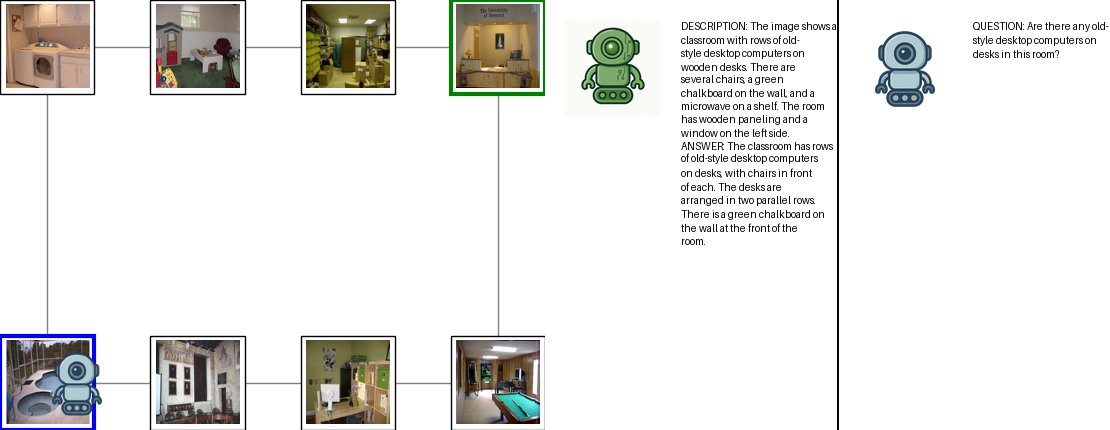 The University
of Vermont
DESCRIPTION: The image shows a
classroom with rows of old-
style desktop computers on
wooden desks. There are
several chairs, a green
chalkboard on the wall, and a
microwave on a shelf. The room
has wooden paneling and a
window on the left side.
ANSWER: The classroom has rows
of old-style desktop computers
on desks, with chairs in front
of each. The desks are
arranged in two parallel rows.
There is a green chalkboard on
the wall at the front of the
room.
QUESTION: Are there any old-
style desktop computers on
desks in this room?